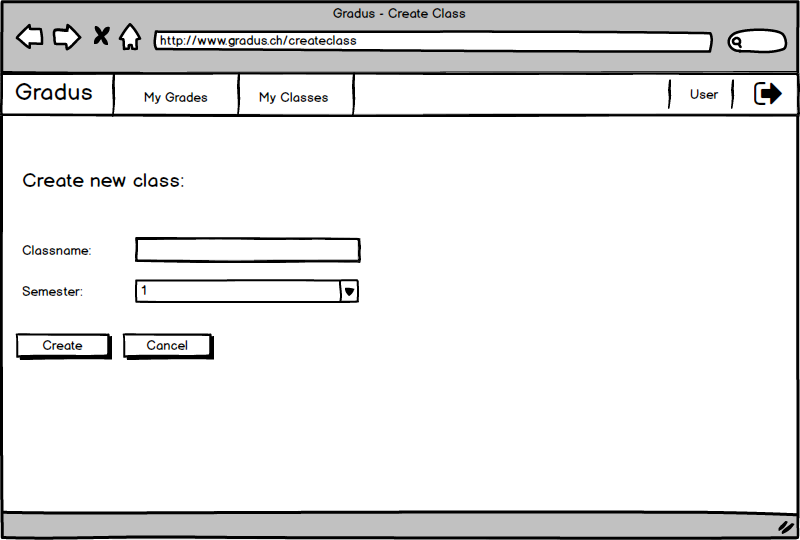 Gradus - Create Class
http://www.gradus.ch/createclass
Gradus My Grades My Classes User
Create new class:
Classname:
Semester: 1
Create Cancel